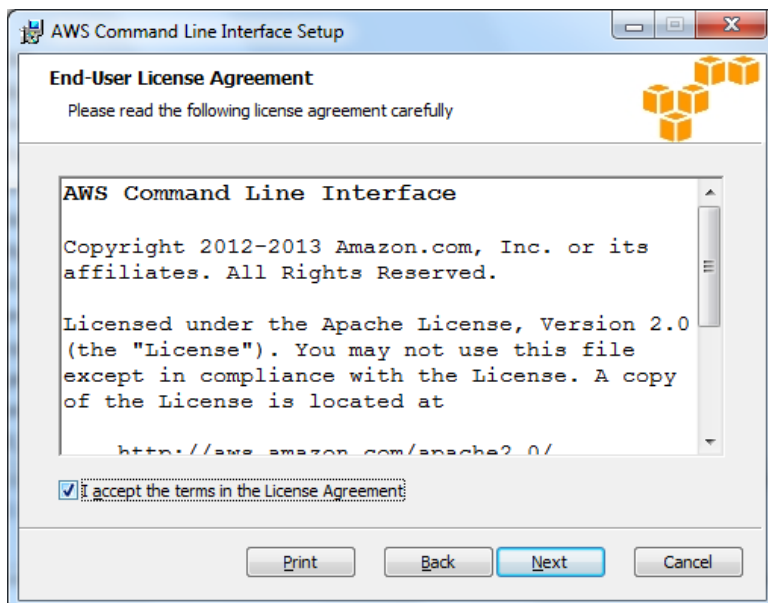 AWS Command Line Interface Setup
End-User License Agreement
Please read the following license agreement carefully
AWS Command Line Interface
Copyright 2012-2013 Amazon.com, Inc. or its
affiliates. All Rights Reserved.
Licensed under the Apache License, Version 2.0
(the "License"). You may not use this file
except in compliance with the License. A copy
of the License is located at
http://aws.amazon.com/apache2.0/
I accept the terms in the License Agreement
Print Back Next Cancel